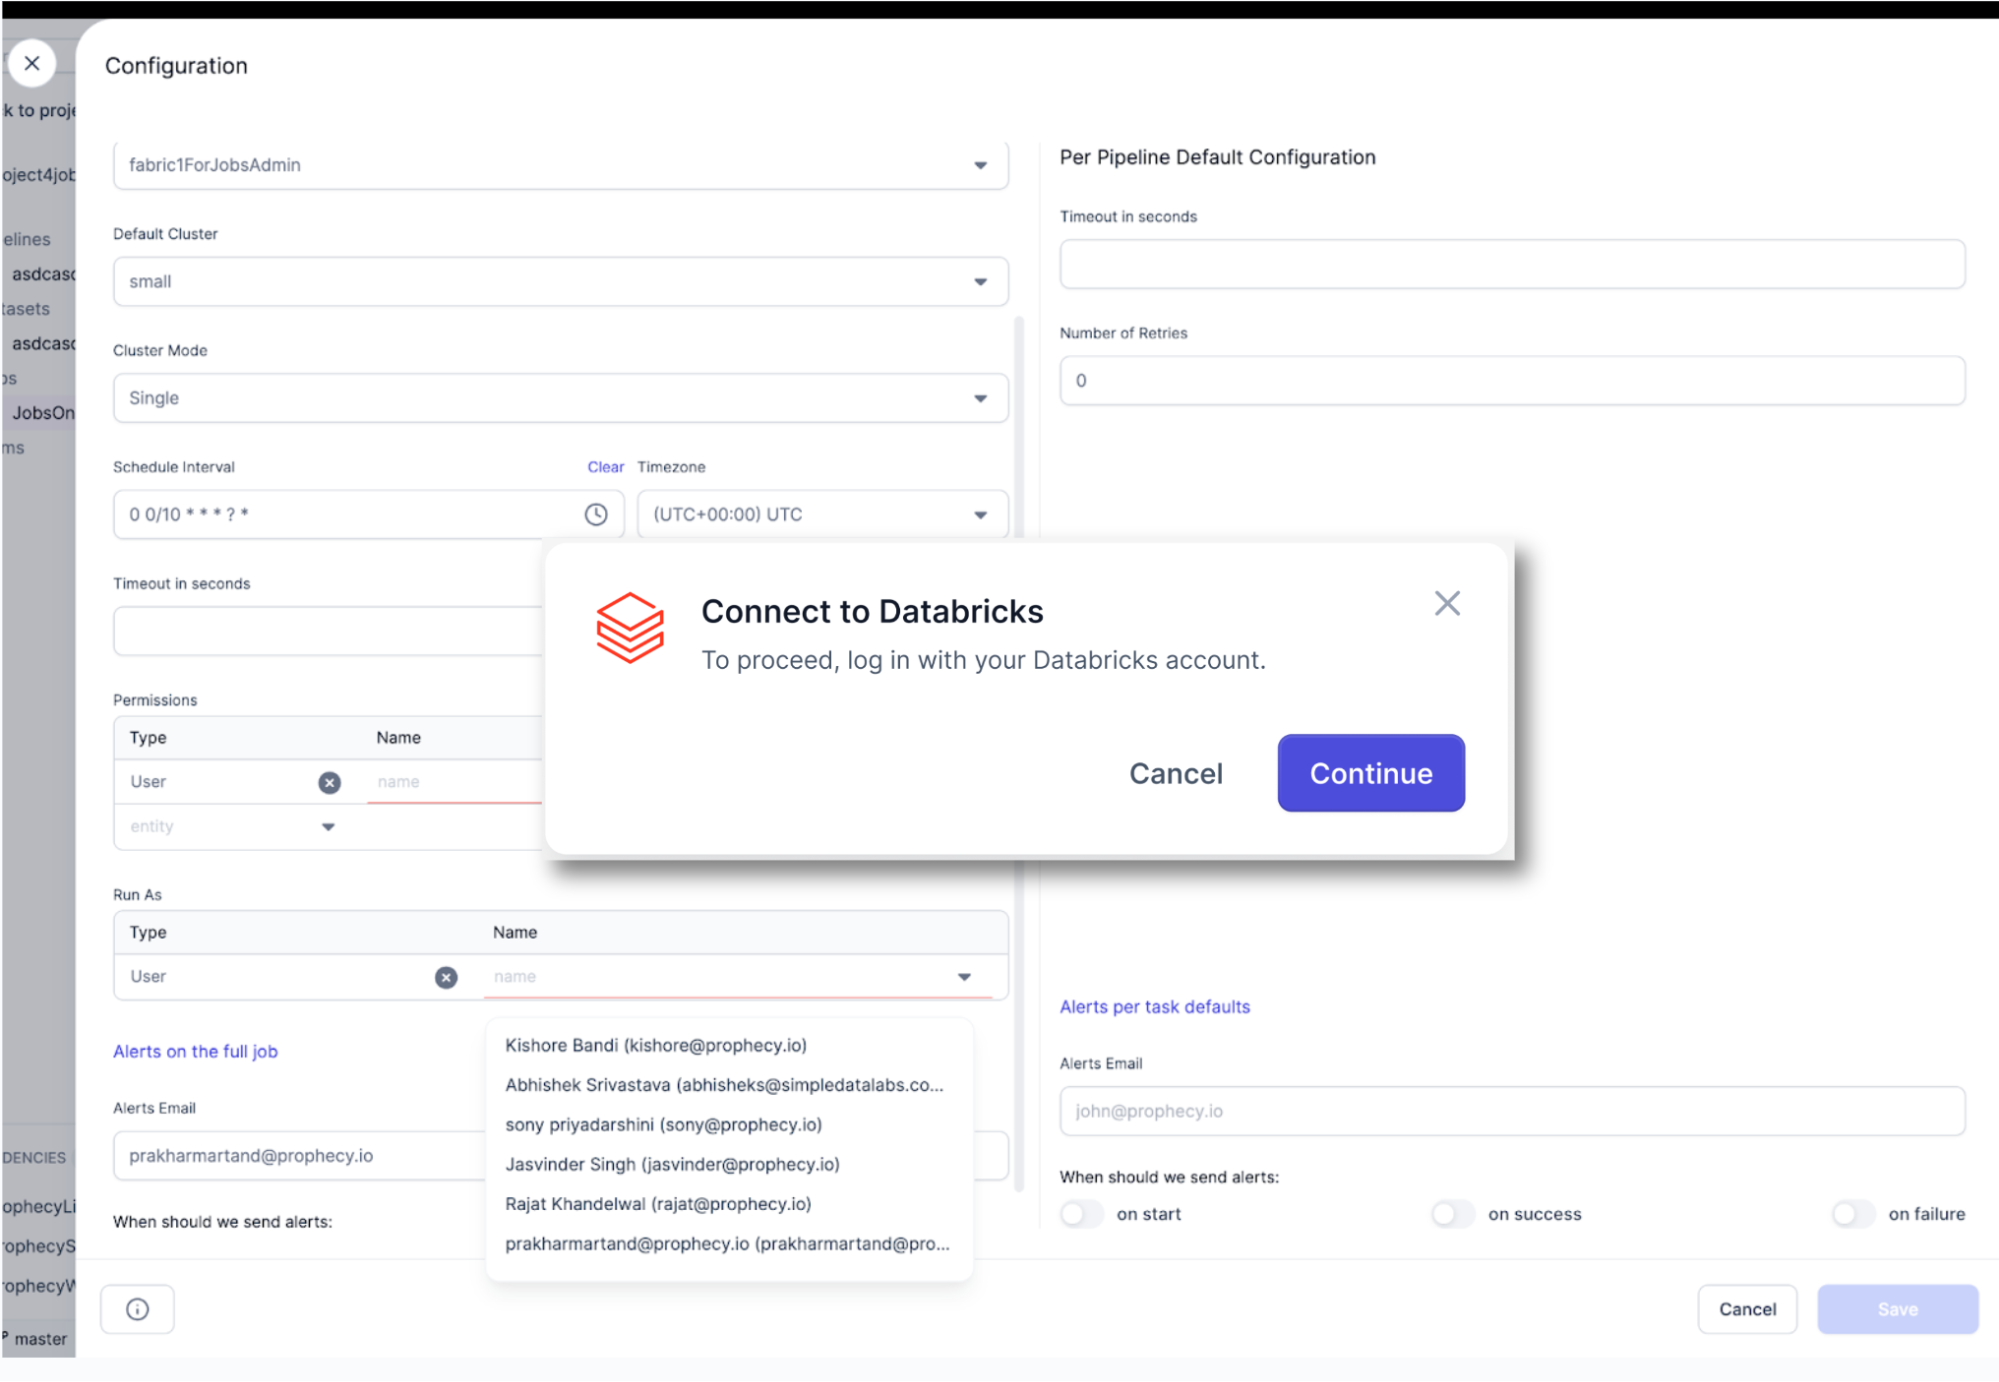 Configuration
k to proje
oject4job
elines
asdcasc
tasets
asdcasc
os
JobsOn
ms
DENCIES
ophecyLi
rophecyS
rophecyW
master
fabric1ForJobsAdmin
Default Cluster
small
Cluster Mode
Single
Schedule Interval
Clear
Timezone
0 0/10 * * * ? *
(UTC+00:00) UTC
Timeout in seconds
Permissions
Type Name
User name
entity
Run As
Type Name
User name
Kishore Bandi (kishore@prophecy.io)
Abhishek Srivastava (abhisheks@simpledatalabs.co...
sony priyadarshini (sony@prophecy.io)
Jasvinder Singh (jasvinder@prophecy.io)
Rajat Khandelwal (rajat@prophecy.io)
prakharmartand@prophecy.io (prakharmartand@pro...
Alerts on the full job
Alerts Email
prakharmartand@prophecy.io
When should we send alerts:
Connect to Databricks
To proceed, log in with your Databricks account.
Cancel Continue
Per Pipeline Default Configuration
Timeout in seconds
Number of Retries
0
Alerts per task defaults
Alerts Email
john@prophecy.io
When should we send alerts:
on start on success on failure
Cancel Save